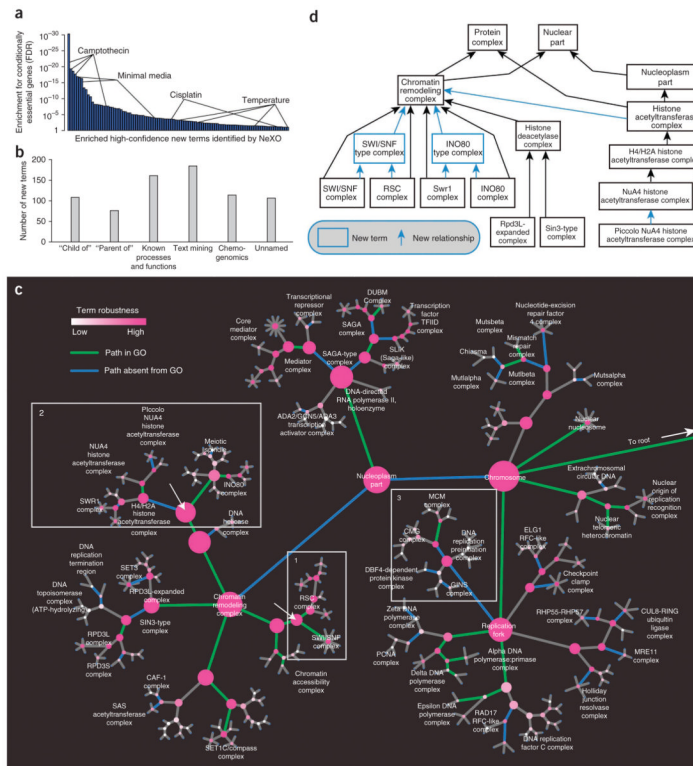 a
Enrichment for conditionally
essential genes (FDR)
10⁻³⁰
10⁻²⁵
10⁻²⁰
10⁻¹⁵
10⁻¹⁰
10⁻⁵
1
Camptothecin
Minimal media
Cisplatin
Temperature
Enriched high-confidence new terms identified by NeXO
b
Number of new terms
200
150
100
50
0
"Child of"
"Parent of"
Known
processes
and functions
Text mining
Chemo-
genomics
Unnamed
d
Protein
complex
Nuclear
part
Nucleoplasm
part
Chromatin
remodeling
complex
Histone
acetyltransferase
complex
SWI/SNF
type complex
INO80
type complex
Histone
deacetylase
complex
H4/H2A histone
acetyltransferase complex
SWI/SNF
complex
RSC
complex
Swr1
complex
INO80
complex
NuA4 histone
acetyltransferase complex
Rpd3L-
expanded
complex
Sin3-type
complex
Piccolo NuA4 histone
acetyltransferase complex
New term
New relationship
c
Term robustness
Low
High
Path in GO
Path absent from GO
Core
mediator
complex
Transcriptional
repressor
complex
DUBM
Complex
Transcription
factor
TFIID
complex
SAGA
complex
SLIK
(Saga-like)
complex
Mediator
complex
SAGA-type
complex
DNA-directed
RNA polymerase II,
holoenzyme
ADA2/GCN5/ADA3
transcription
activator complex
Nucleotide-excision
repair factor
4 complex
Mutsbeta
complex
Mismatch
repair
complex
Chiasma
Mutlalpha
complex
Mutlbeta
complex
Mutsalpha
complex
Nuclear
nucleosome
To root
Nucleoplasm
part
Chromosome
Extrachromosomal
circular DNA
Nuclear origin of
replication
recognition
complex
Nuclear
telomeric
heterochromatin
2
Piccolo
NUA4
histone
acetyltransferase
complex
NUA4
histone
acetyltransferase
complex
Meiotic
INO80
complex
SWR1
complex
H4/H2A
histone
acetyltransferase
complex
DNA
helicase
complex
3
MCM
complex
CMG
complex
DNA
replication
preinitiation
complex
DBF4-dependent
protein kinase
complex
GINS
complex
ELG1
RFC-like
complex
Checkpoint
clamp
complex
DNA
replication
termination
region
SET3
complex
DNA
topoisomerase
complex
(ATP-hydrolyzing)
RPD3L-expanded
complex
SIN3-type
complex
RPD3L
complex
RPD3S
complex
Chromatin
remodeling
complex
1
RSC
complex
SWI/SNF
complex
Chromatin
accessibility
complex
CAF-1
complex
SAS
acetyltransferase
complex
SET1C/compass
complex
Zeta DNA
polymerase
complex
Replication
fork
RHP55-RHP57
complex
CUL8-RING
ubiquitin
ligase
complex
MRE11
complex
PCNA
complex
Alpha DNA
polymerase:primase
complex
Delta DNA
polymerase
complex
Holliday
junction
resolvase
complex
Epsilon DNA
polymerase
complex
RAD17
RFC-like
complex
DNA replication
factor C complex